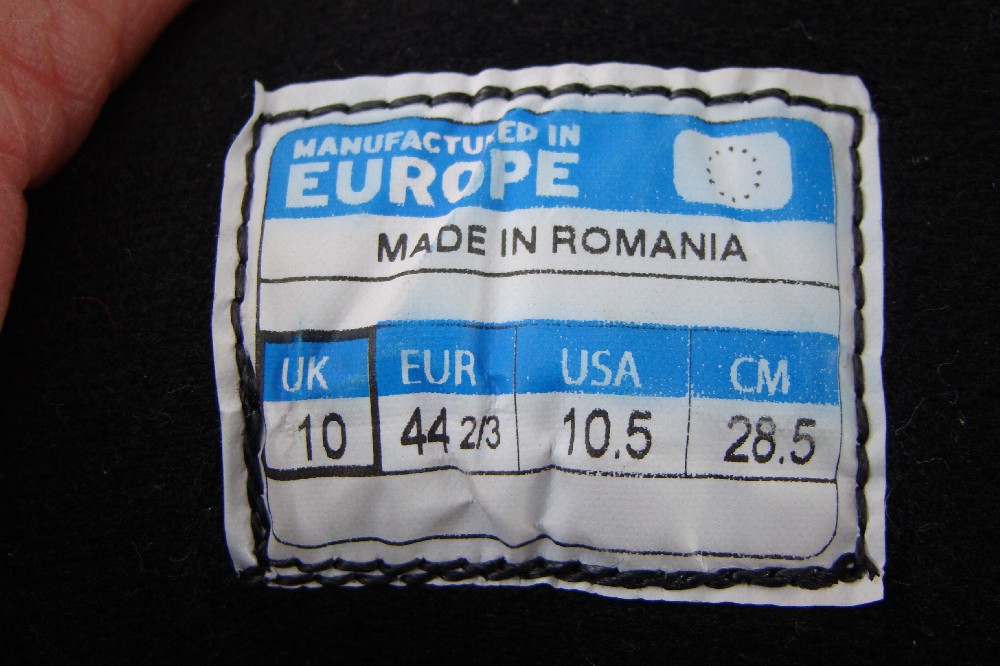 MANUFACTURED IN
EUROPE
MADE IN ROMANIA
UK EUR USA CM
10 44 2/3 10.5 28.5